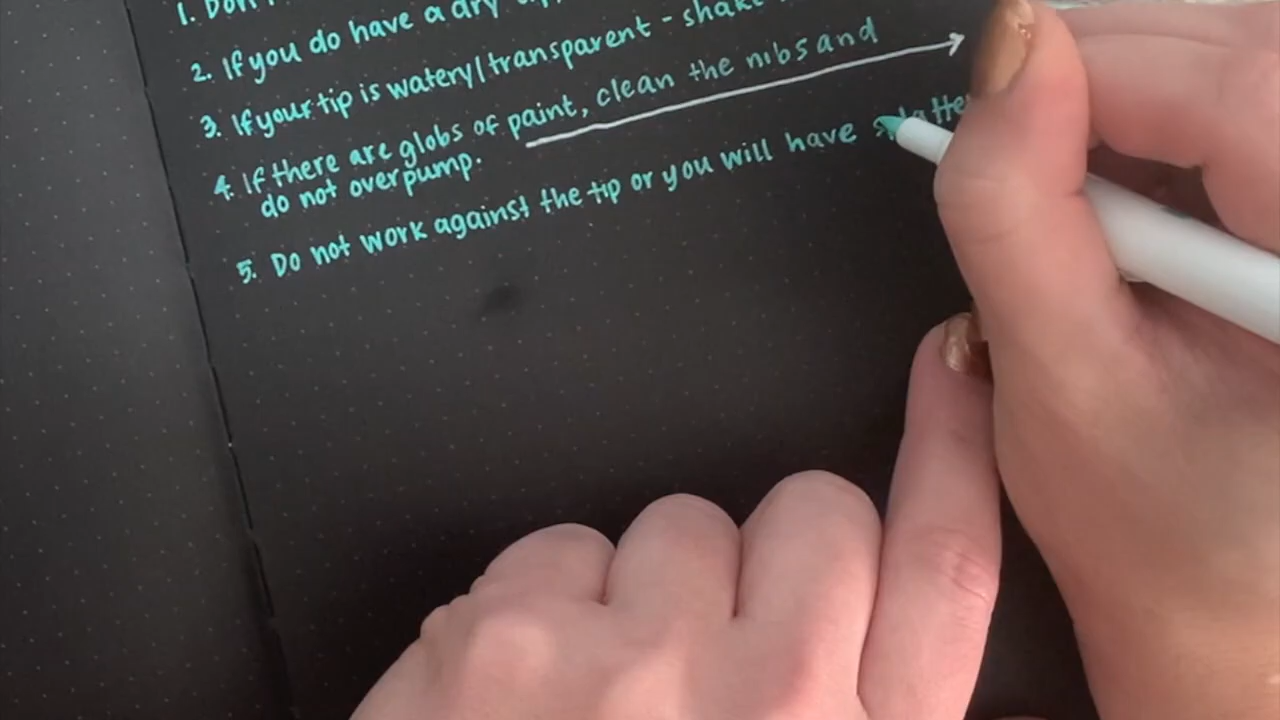 1. Don
2. If you do have a dry
3. If your tip is watery/transparent - shake
4. If there are globs of paint, clean the nibs and
do not overpump.
5. Do not work against the tip or you will have splatte